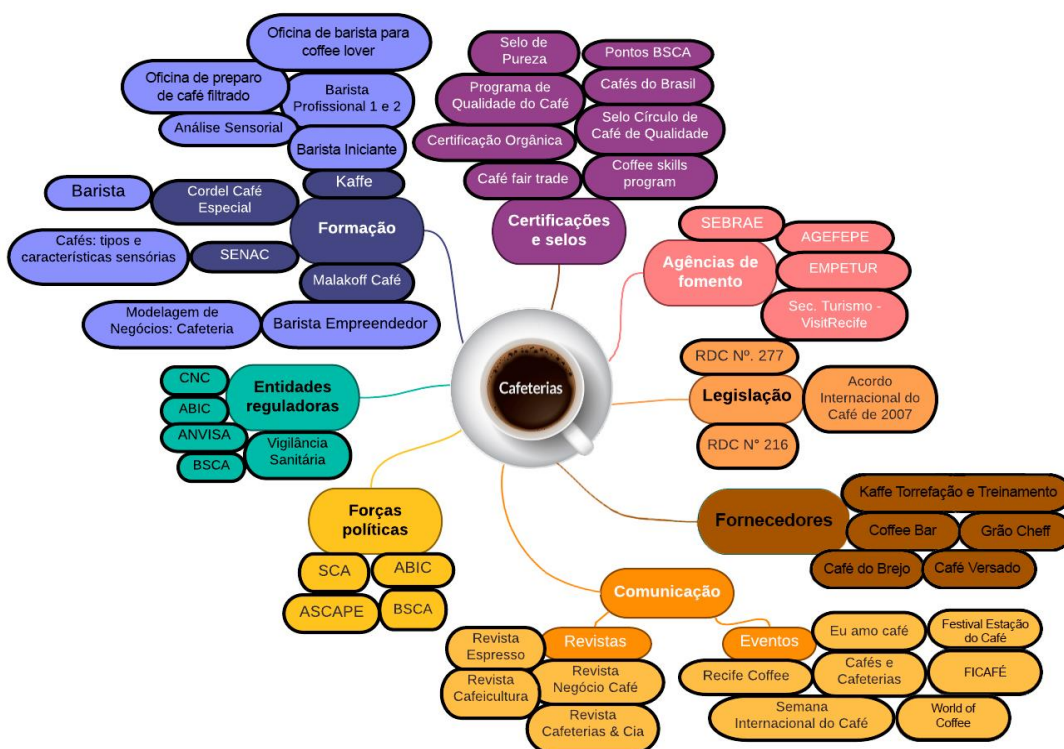 Oficina de barista para
coffee lover
Oficina de preparo
de café filtrado
Barista
Profissional 1 e 2
Análise Sensorial
Barista Iniciante
Kaffe
Barista
Cordel Café
Especial
Formação
Cafés: tipos e
características sensórias
SENAC
Malakoff Café
Modelagem de
Negócios: Cafeteria
Barista Empreendedor
Selo de
Pureza
Pontos BSCA
Programa de
Qualidade do Café
Cafés do Brasil
Selo Círculo de
Café de Qualidade
Certificação Orgânica
Café fair trade
Coffee skills
program
Certificações
e selos
SEBRAE
AGEFEPE
Agências de
fomento
EMPETUR
Sec. Turismo -
VisitRecife
RDC Nº. 277
Legislação
Acordo
Internacional do
Café de 2007
RDC N° 216
Cafeterias
CNC
ABIC
ANVISA
BSCA
Entidades
reguladoras
Vigilância
Sanitária
Forças
políticas
SCA
ABIC
ASCAPE
BSCA
Fornecedores
Kaffe Torrefação e Treinamento
Coffee Bar
Grão Cheff
Café do Brejo
Café Versado
Comunicação
Revistas
Revista
Espresso
Revista
Cafeicultura
Revista
Negócio Café
Revista
Cafeterias & Cia
Eventos
Eu amo café
Festival Estação
do Café
Recife Coffee
Cafés e
Cafeterias
FICAFÉ
Semana
Internacional do Café
World of
Coffee